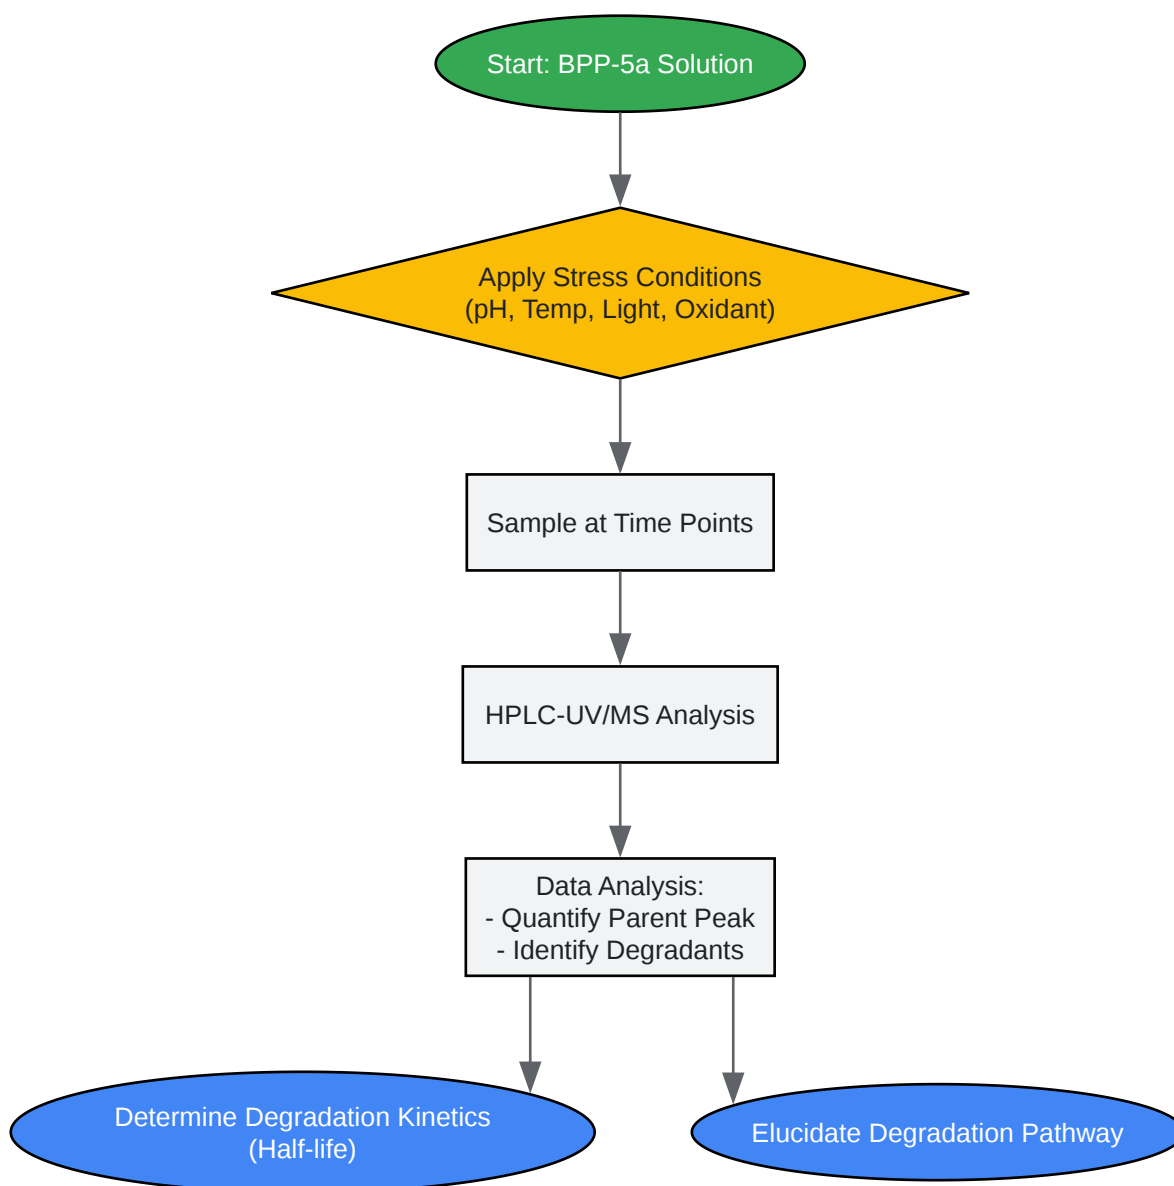 Start: BPP-5a Solution
Apply Stress Conditions
(pH, Temp, Light, Oxidant)
Sample at Time Points
HPLC-UV/MS Analysis
Data Analysis:
- Quantify Parent Peak
- Identify Degradants
Determine Degradation Kinetics
(Half-life)
Elucidate Degradation Pathway